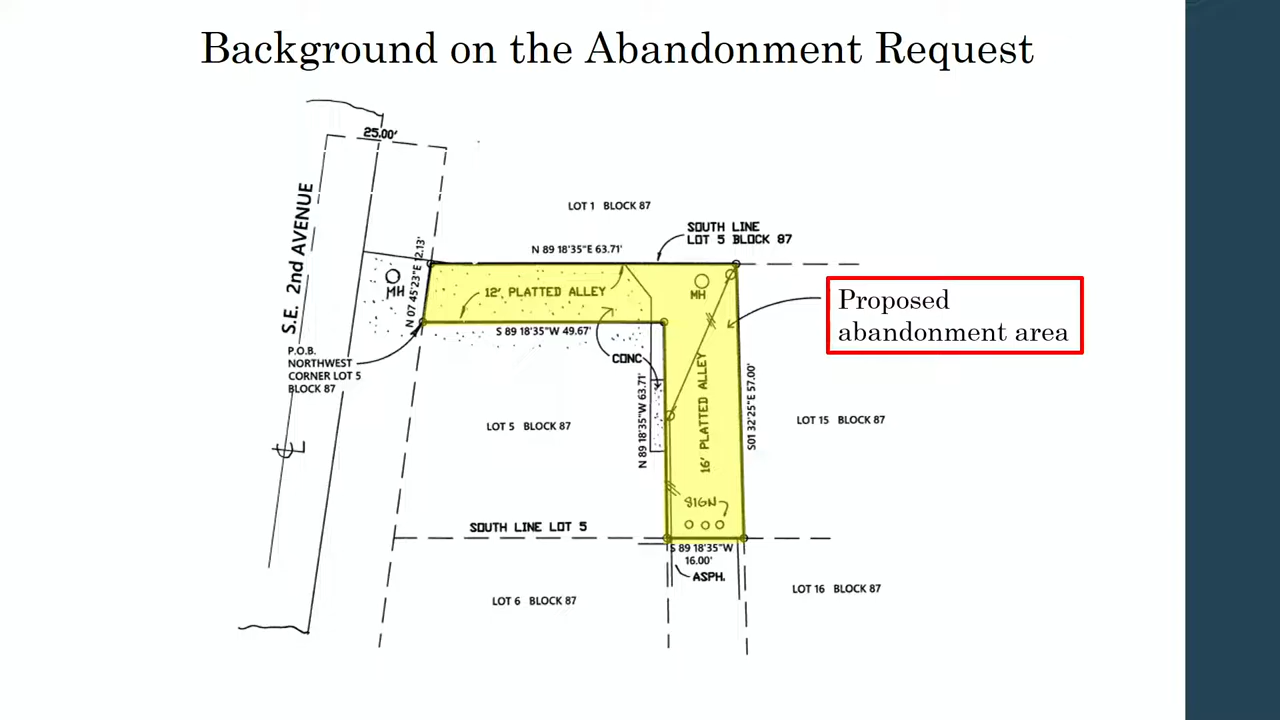 Background on the Abandonment Request
25.00'
S.E. 2nd AVENUE
LOT 1 BLOCK 87
SOUTH LINE
LOT 5 BLOCK 87
N 89 18'35"E 63.71'
N 07 45'23"E 12.13'
MH
12'. PLATTED ALLEY
MH
Proposed
abandonment area
S 89 18'35"W 49.67'
P.O.B.
NORTHWEST
CORNER LOT 5
BLOCK 87
CONC
N 89 18'35"W 63.71'
16' PLATTED ALLEY
S01 32'25"E 57.00'
LOT 5 BLOCK 87
LOT 15 BLOCK 87
SIGN
SOUTH LINE LOT 5
S 89 18'35"W
16.00'
ASPH.
LOT 6 BLOCK 87
LOT 16 BLOCK 87